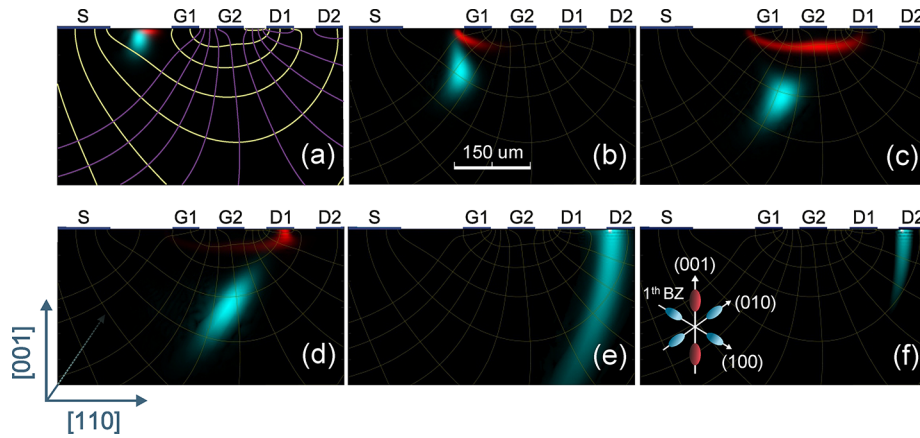 S G1 G2 D1 D2 G1 G2 D1 D2 G1 G2 D1 D2
(a) (b) (c)
150 um
S G1 G2 D1 D2 S G1 G2 D1 D2 S G1 G2 D1 D2
(001)
1th BZ
(010)
(100)
(d) (e) (f)
[001]
[110]